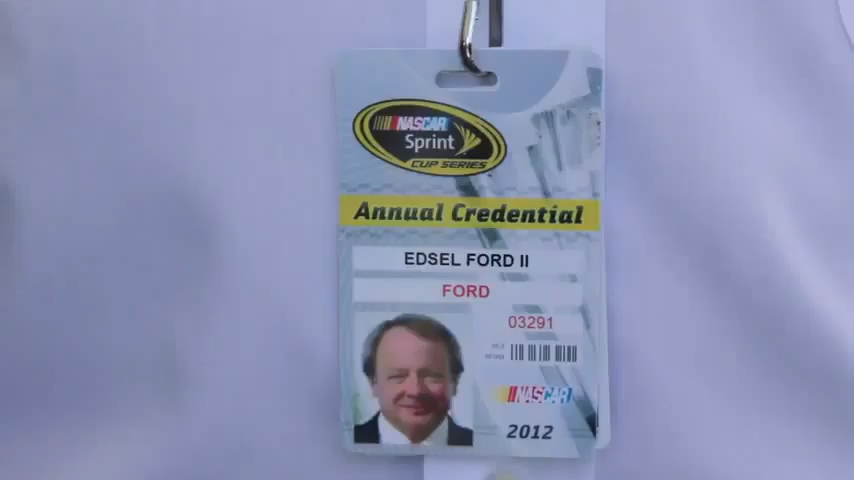 NASCAR
Sprint
CUP SERIES
Annual Credential
EDSEL FORD II
FORD
03291
NASCAR
2012